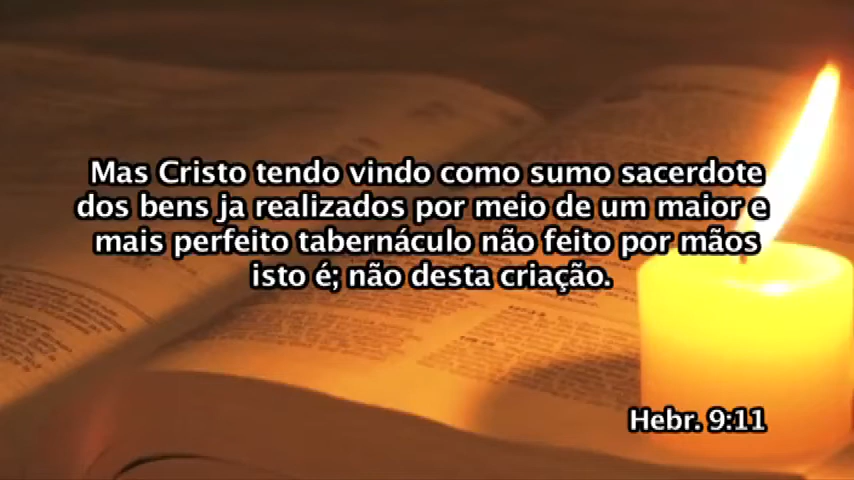 Mas Cristo tendo vindo como sumo sacerdote
dos bens ja realizados por meio de um maior e
mais perfeito tabernáculo não feito por mãos
isto é; não desta criação.
Hebr. 9:11